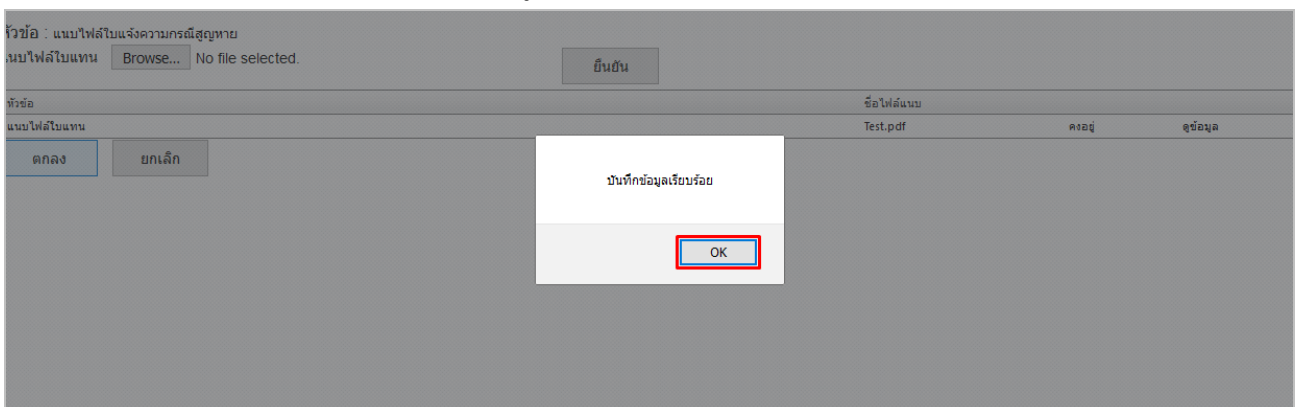 หัวข้อ : แนบไฟล์ใบแจ้งความกรณีสูญหาย
แนบไฟล์ใบแทน Browse... No file selected.
ยืนยัน
หัวข้อ ชื่อไฟล์แนบ
แนบไฟล์ใบแทน Test.pdf คงอยู่ ดูข้อมูล
ตกลง ยกเลิก
บันทึกข้อมูลเรียบร้อย
OK